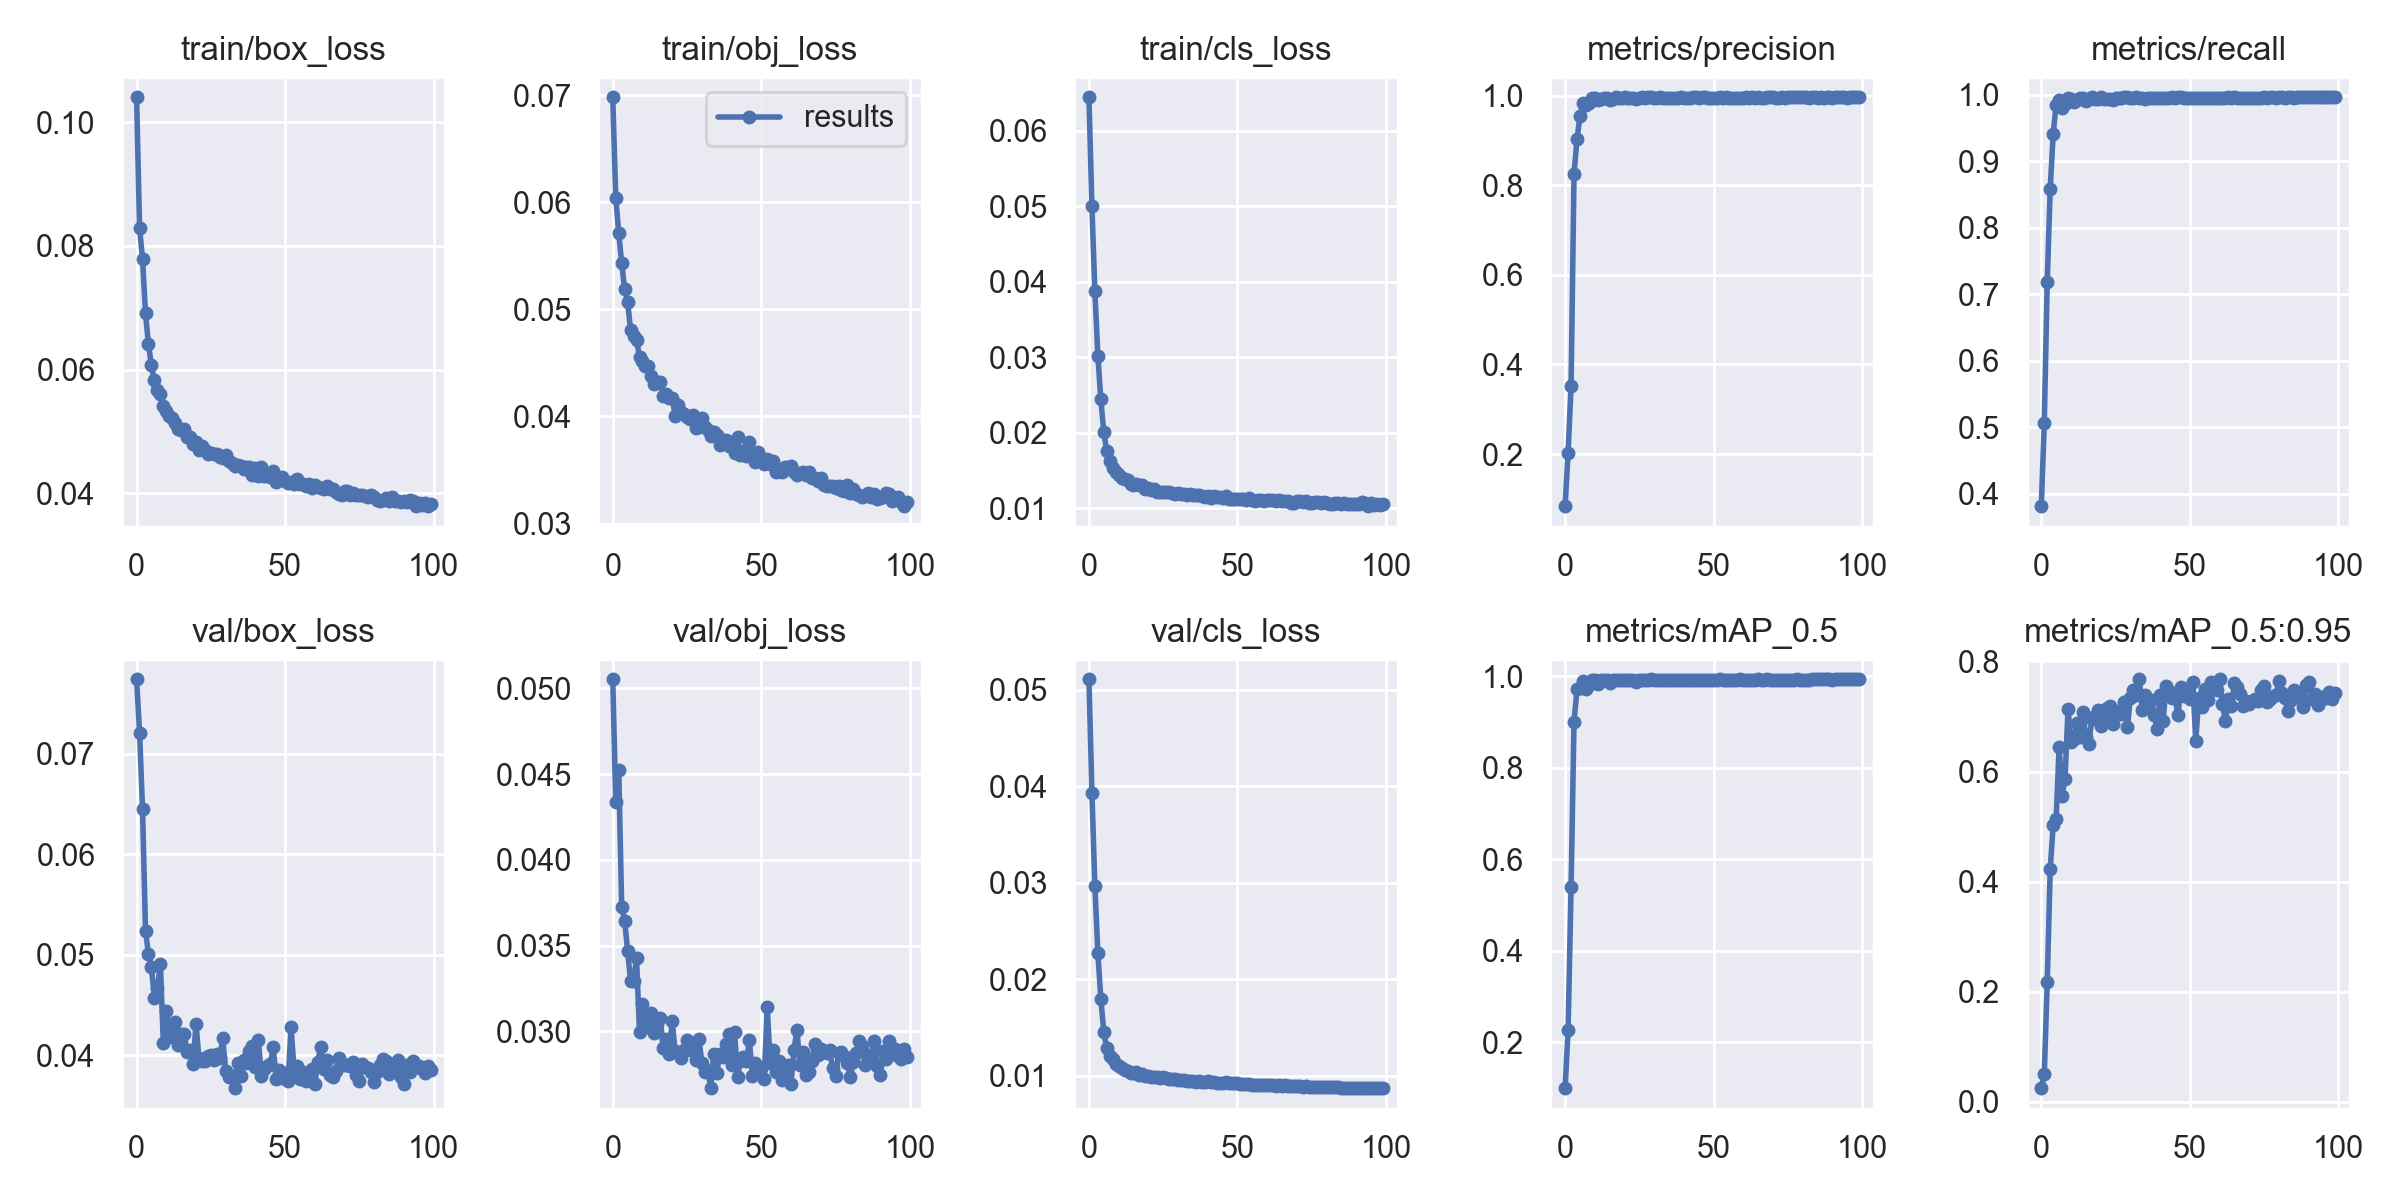 train/box_loss
train/obj_loss
train/cls_loss
metrics/precision
metrics/recall
0.10
0.08
0.06
0.04
0 50 100
0.07
0.06
0.05
0.04
0.03
0 50 100
results
0.06
0.05
0.04
0.03
0.02
0.01
0 50 100
1.0
0.8
0.6
0.4
0.2
0 50 100
1.0
0.9
0.8
0.7
0.6
0.5
0.4
0 50 100
val/box_loss
val/obj_loss
val/cls_loss
metrics/mAP_0.5
metrics/mAP_0.5:0.95
0.07
0.06
0.05
0.04
0 50 100
0.050
0.045
0.040
0.035
0.030
0 50 100
0.05
0.04
0.03
0.02
0.01
0 50 100
1.0
0.8
0.6
0.4
0.2
0 50 100
0.8
0.6
0.4
0.2
0.0
0 50 100